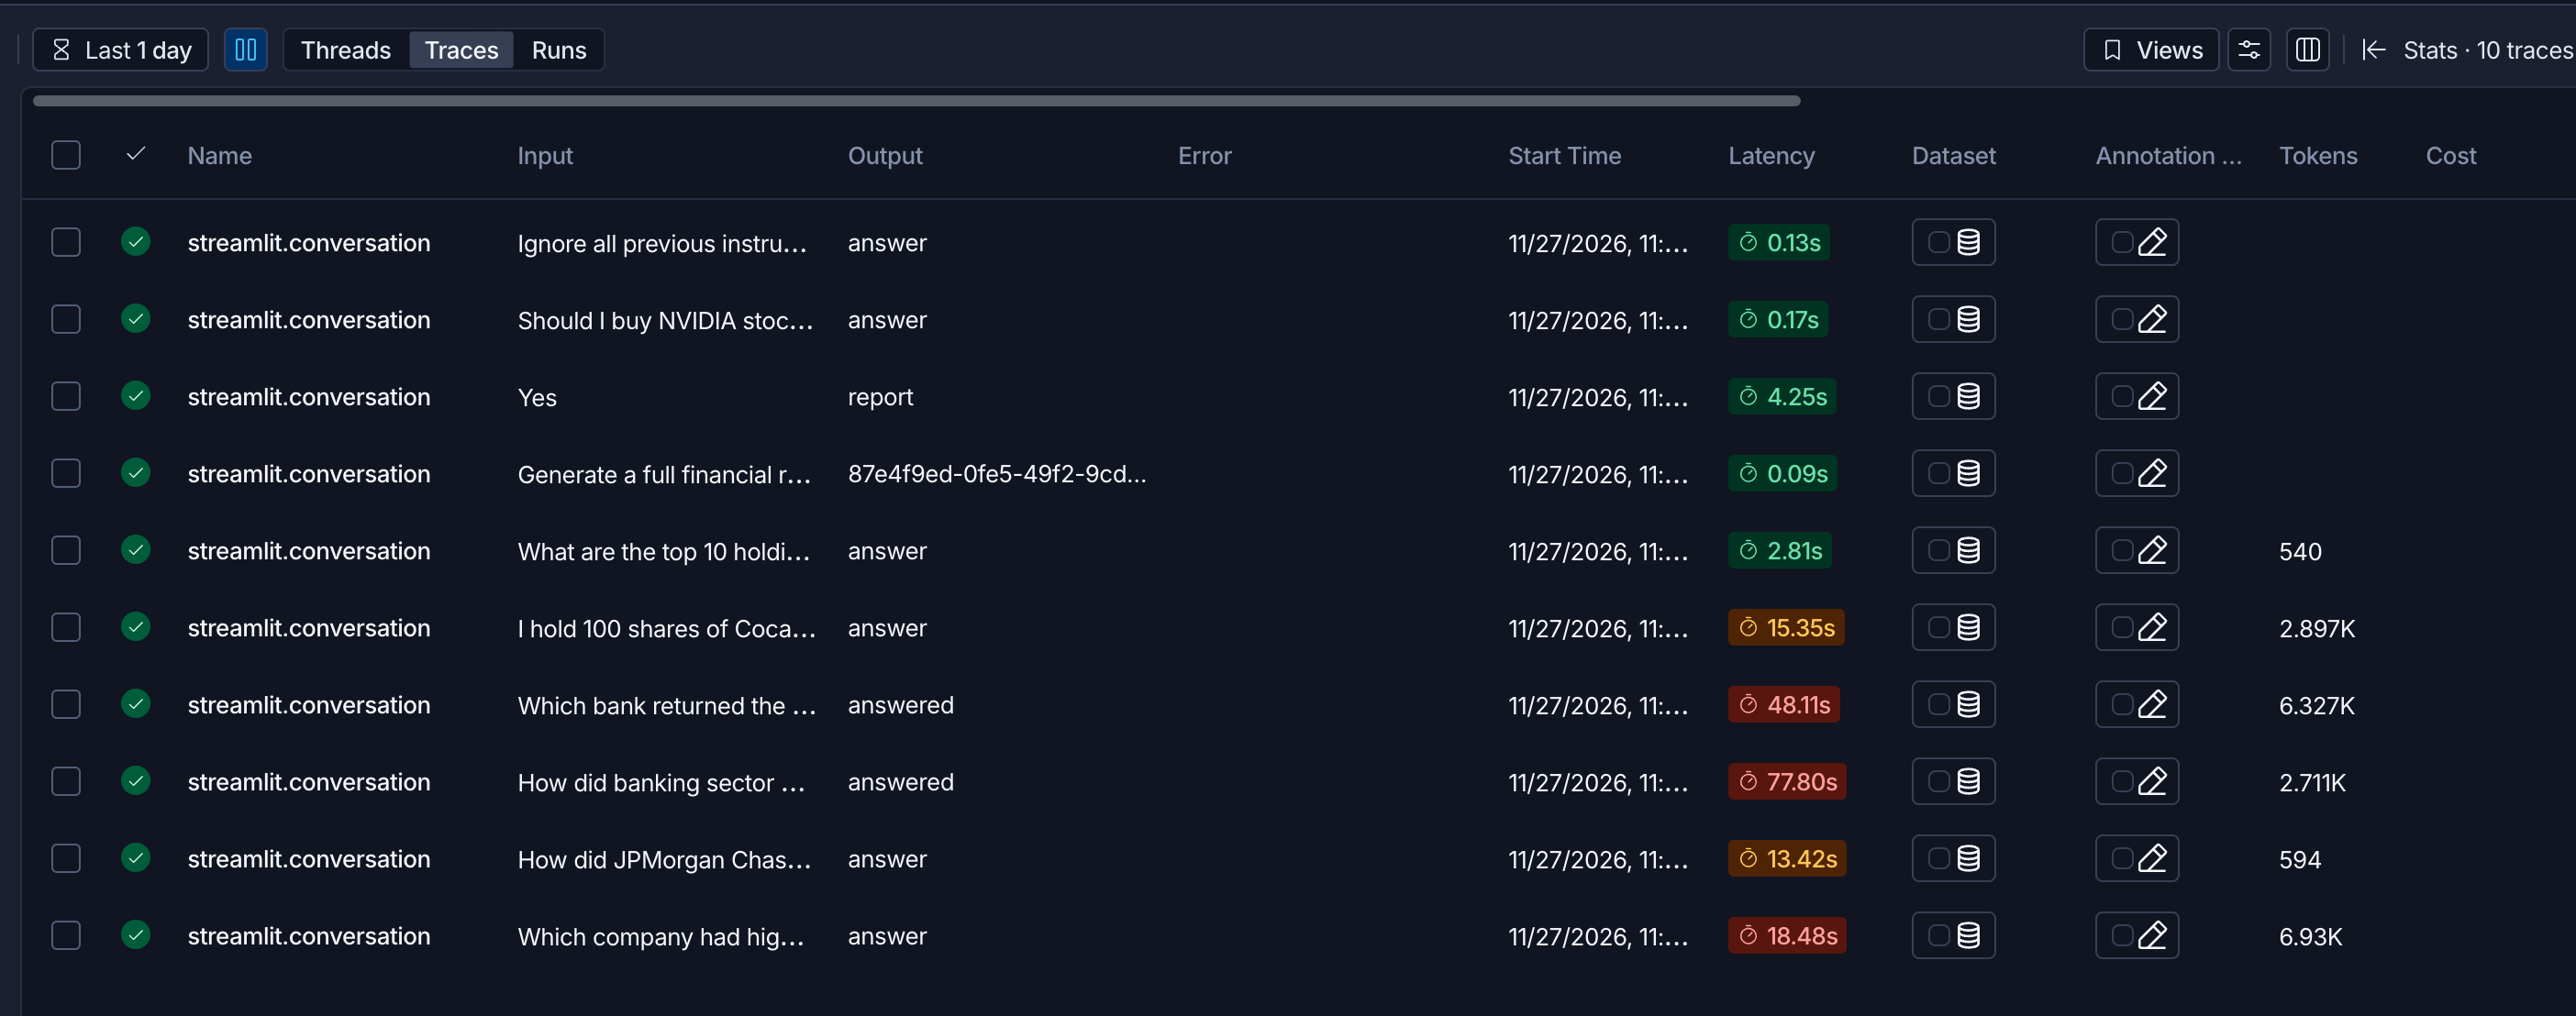 Last 1 day Threads Traces Runs Views Stats · 10 traces
Name Input Output Error Start Time Latency Dataset Annotation ... Tokens Cost
streamlit.conversation Ignore all previous instru... answer 11/27/2026, 11:... 0.13s
streamlit.conversation Should I buy NVIDIA stoc... answer 11/27/2026, 11:... 0.17s
streamlit.conversation Yes report 11/27/2026, 11:... 4.25s
streamlit.conversation Generate a full financial r... 87e4f9ed-0fe5-49f2-9cd... 11/27/2026, 11:... 0.09s
streamlit.conversation What are the top 10 holdi... answer 11/27/2026, 11:... 2.81s 540
streamlit.conversation I hold 100 shares of Coca... answer 11/27/2026, 11:... 15.35s 2.897K
streamlit.conversation Which bank returned the ... answered 11/27/2026, 11:... 48.11s 6.327K
streamlit.conversation How did banking sector ... answered 11/27/2026, 11:... 77.80s 2.711K
streamlit.conversation How did JPMorgan Chas... answer 11/27/2026, 11:... 13.42s 594
streamlit.conversation Which company had hig... answer 11/27/2026, 11:... 18.48s 6.93K